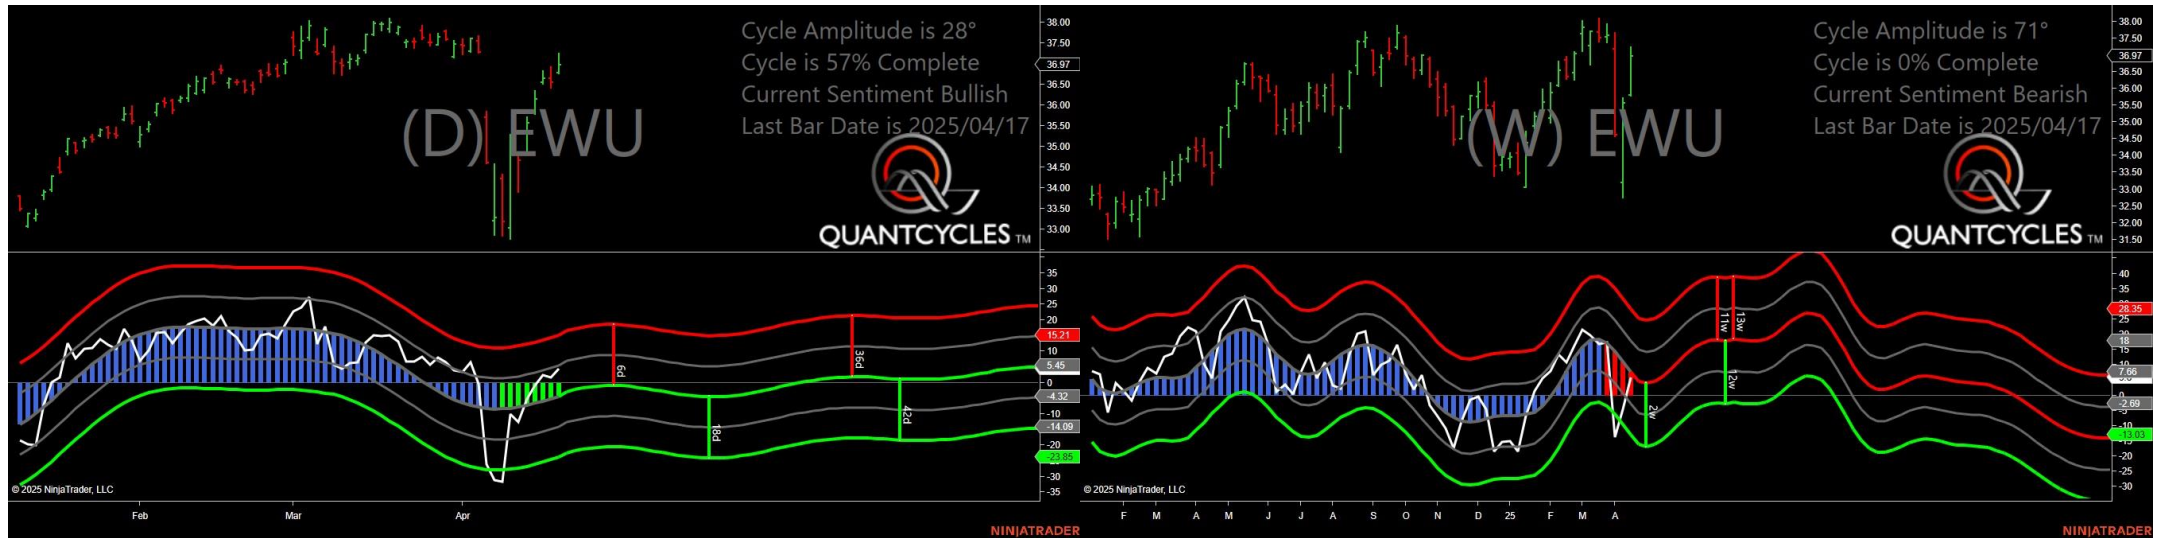 Cycle Amplitude is 28°
Cycle is 57% Complete
Current Sentiment Bullish
Last Bar Date is 2025/04/17
(D) EWU
QUANTCYCLES TM
38.00
37.50
36.97
36.50
36.00
35.50
35.00
34.50
34.00
33.50
33.00
35
30
25
20
15.21
10
5.45
0
-4.32
-10
-14.09
-20
-23.85
-30
-35
6d
18d
36d
42d
© 2025 NinjaTrader, LLC
Feb
Mar
Apr
NINJATRADER
Cycle Amplitude is 71°
Cycle is 0% Complete
Current Sentiment Bearish
Last Bar Date is 2025/04/17
(W) EWU
QUANTCYCLES TM
38.00
37.50
36.97
36.50
36.00
35.50
35.00
34.50
34.00
33.50
33.00
32.50
32.00
31.50
40
35
28.35
25
18
15
7.66
-2.69
-13.03
-20
-25
-30
2w
11w
13w
12w
© 2025 NinjaTrader, LLC
F
M
A
M
J
J
A
S
O
N
D
25
F
M
A
NINJATRADER